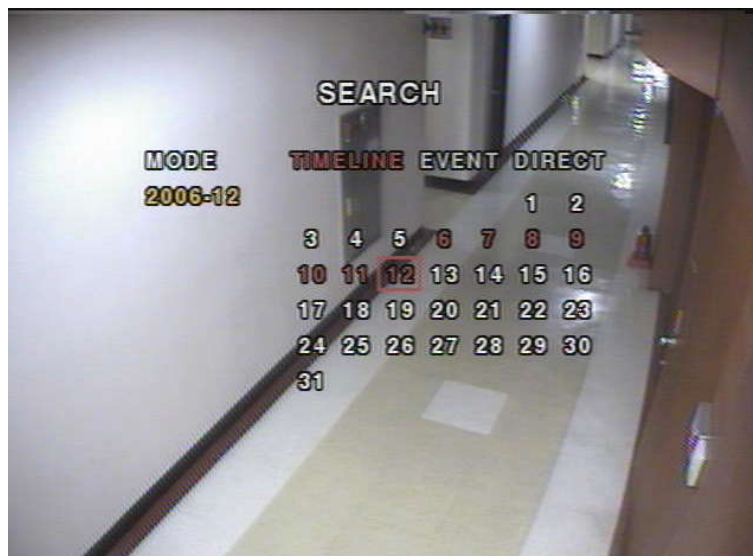 SEARCH
MODE TIMELINE EVENT DIRECT
2006-12 1 2
3 4 5 6 7 8 9
10 11 12 13 14 15 16
17 18 19 20 21 22 23
24 25 26 27 28 29 30
31